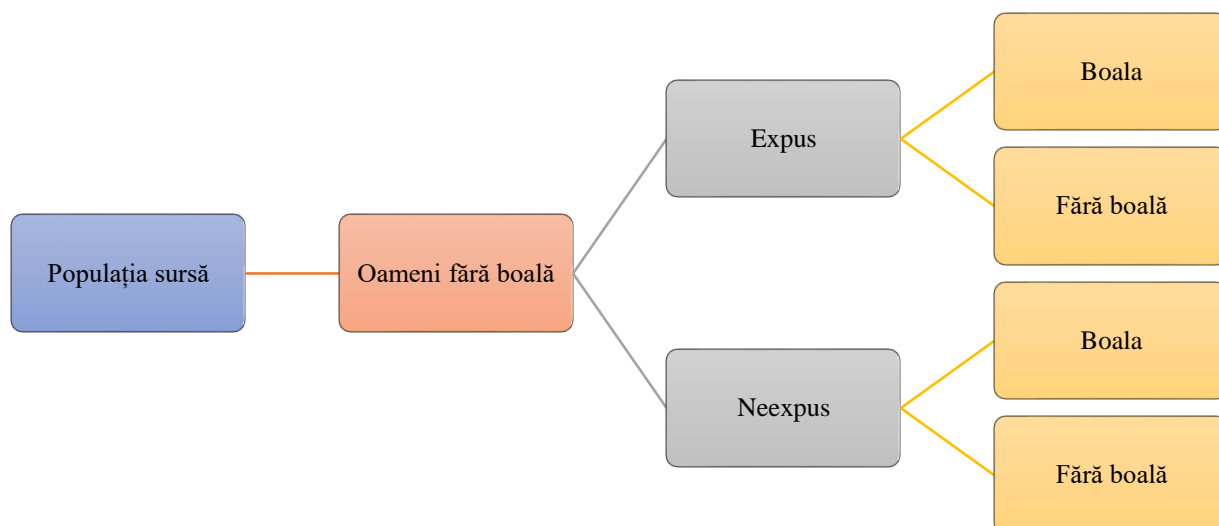 Populația sursă
Oameni fără boală
Expus
Boala
Fără boală
Neexpus
Boala
Fără boală